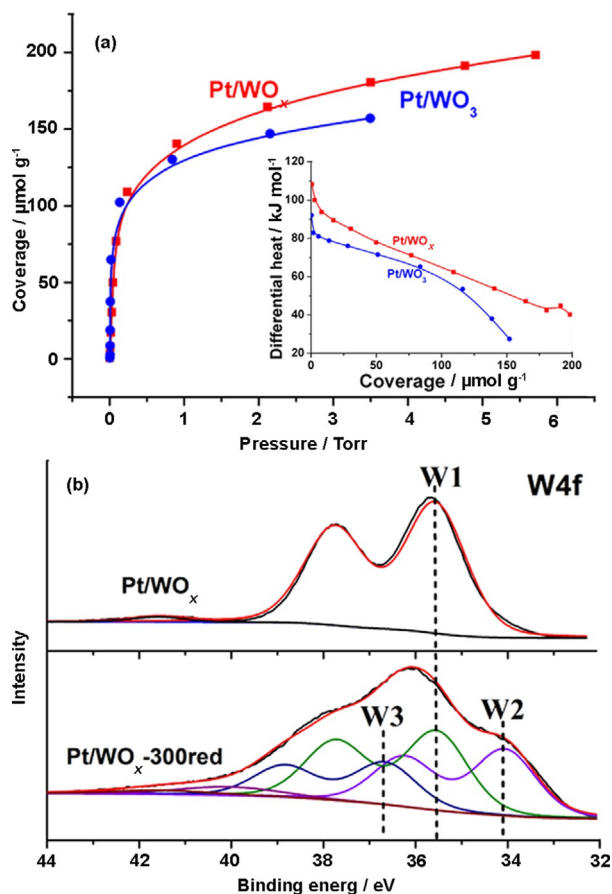 (a)
200
150
100
50
0
Coverage / μmol g-1
Pt/WOx
Pt/WO3
100
80
60
40
20
Differential heat / kJ mol-1
Pt/WOx
Pt/WO3
0 50 100 150 200
Coverage / μmol g-1
0 1 2 3 4 5 6
Pressure / Torr
(b)
W1
W4f
Pt/WOx
Intensity
W3
W2
Pt/WOx-300red
44 42 40 38 36 34 32
Binding energy / eV